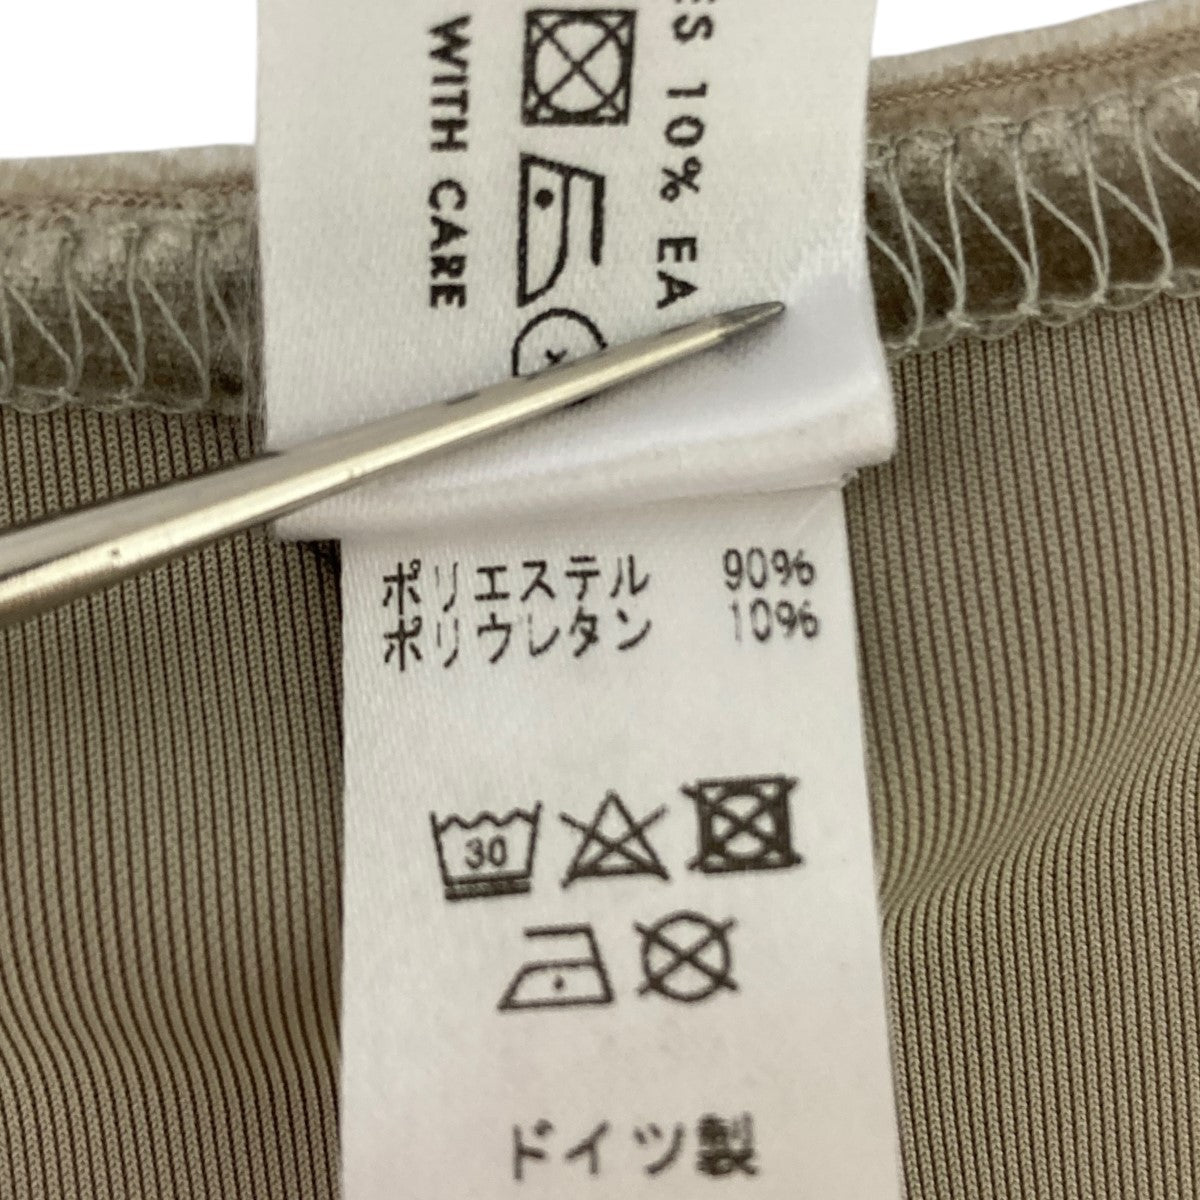 ES 10% EA
WITH CARE
ポリエステル 90%
ポリウレタン 10%
30
ドイツ製